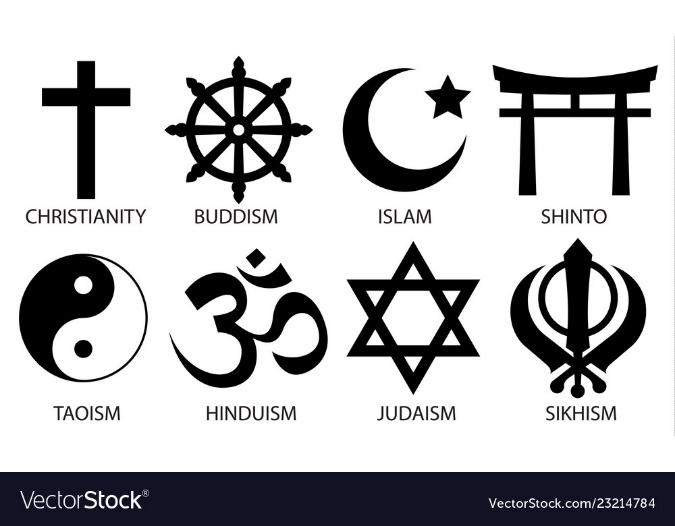 CHRISTIANITY BUDDISM ISLAM SHINTO
TAOISM HINDUISM JUDAISM SIKHISM
VectorStock® VectorStock.com/23214784